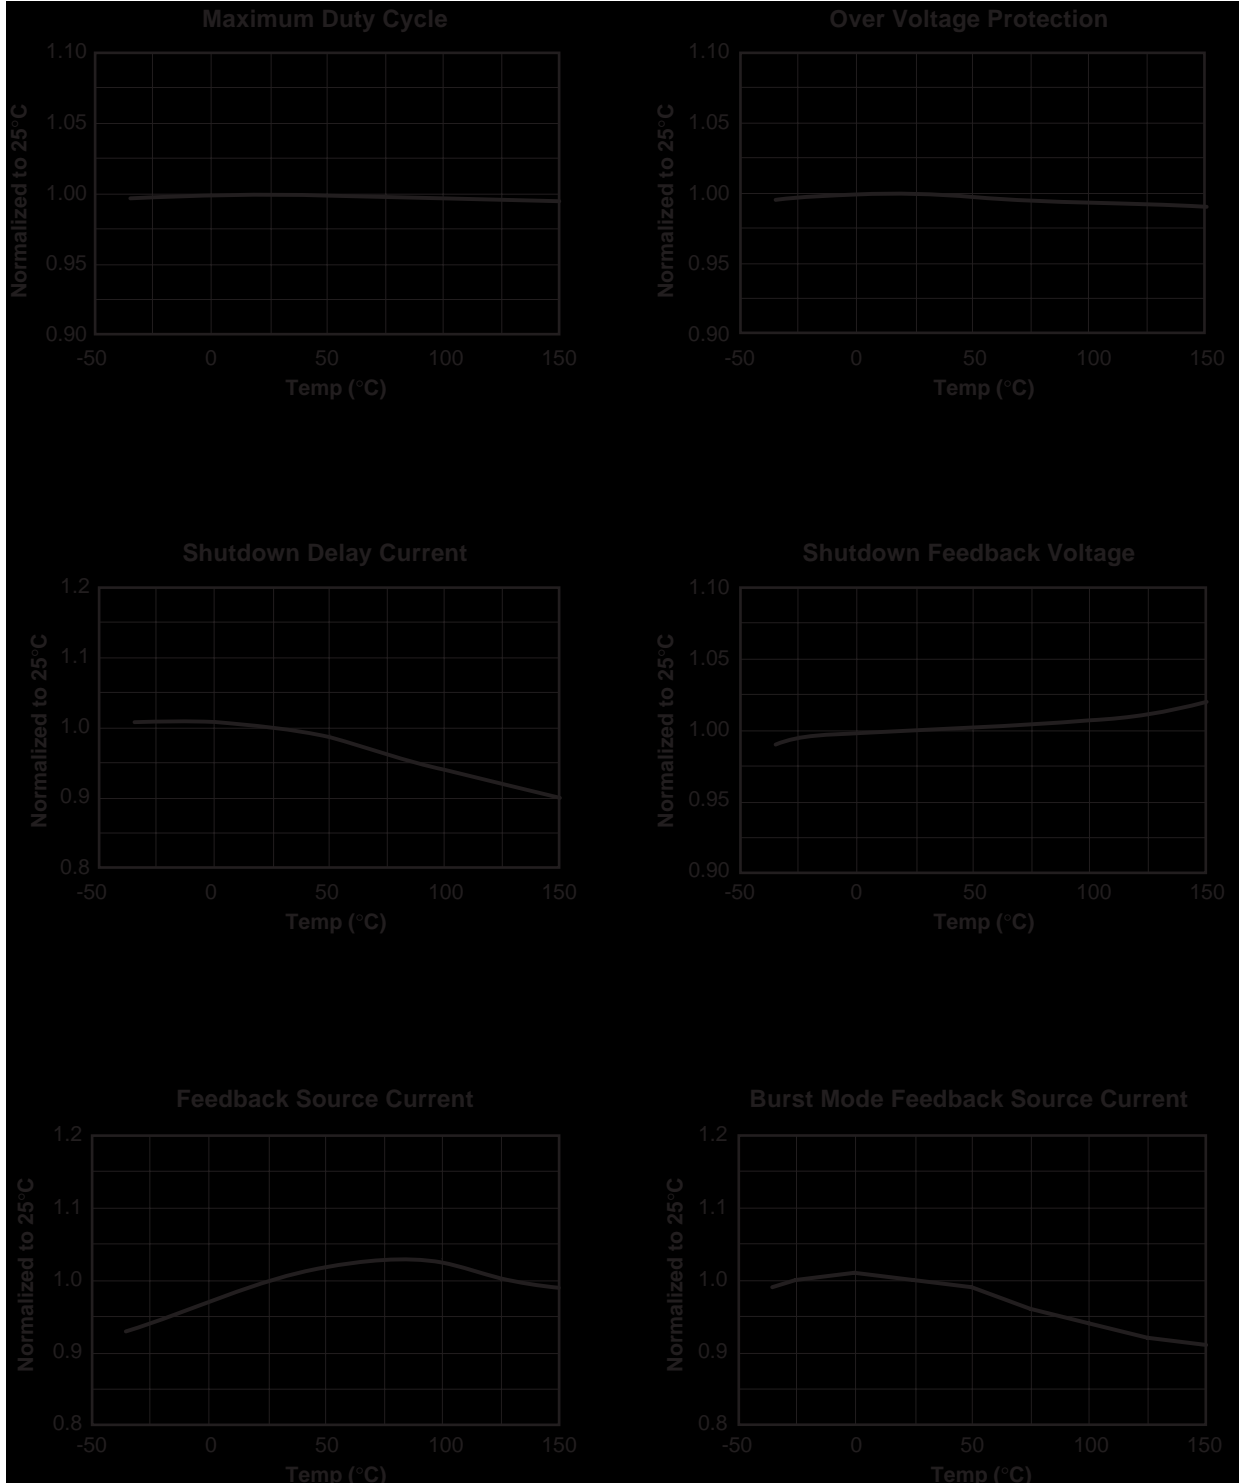 Maximum Duty Cycle
1.10
1.05
1.00
0.95
0.90
Normalized to 25°C
-50 0 50 100 150
Temp (°C)
Over Voltage Protection
1.10
1.05
1.00
0.95
0.90
Normalized to 25°C
-50 0 50 100 150
Temp (°C)
Shutdown Delay Current
1.2
1.1
1.0
0.9
0.8
Normalized to 25°C
-50 0 50 100 150
Temp (°C)
Shutdown Feedback Voltage
1.10
1.05
1.00
0.95
0.90
Normalized to 25°C
-50 0 50 100 150
Temp (°C)
Feedback Source Current
1.2
1.1
1.0
0.9
0.8
Normalized to 25°C
-50 0 50 100 150
Temp (°C)
Burst Mode Feedback Source Current
1.2
1.1
1.0
0.9
0.8
Normalized to 25°C
-50 0 50 100 150
Temp (°C)